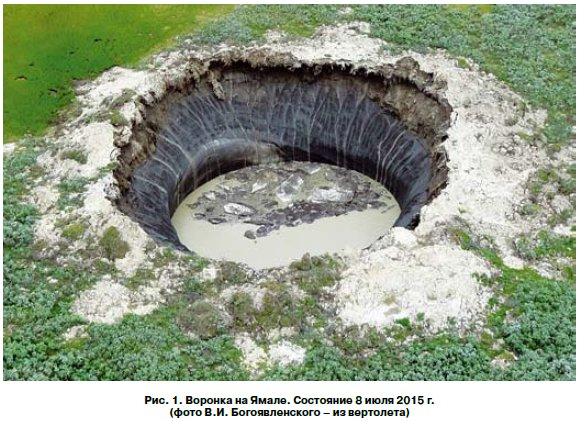 Рис. 1. Воронка на Ямале. Состояние 8 июля 2015 г.
(фото В.И. Богоявленского – из вертолета)